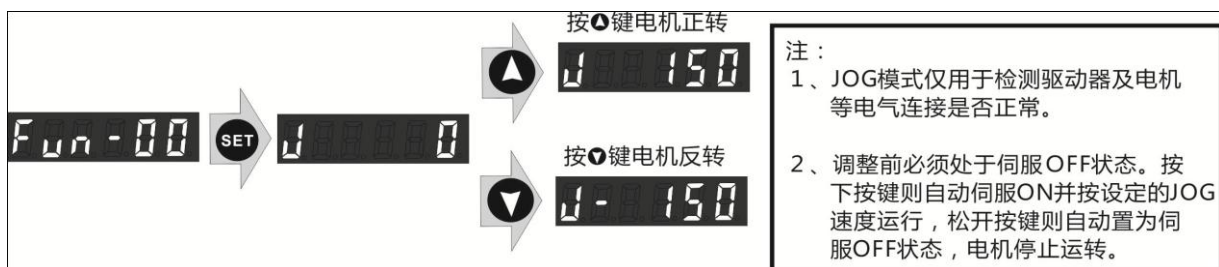 按键电机正转
J 150
Fun-00
SET
J 0
按键电机反转
J- 150
注：
1、JOG模式仅用于检测驱动器及电机
等电气连接是否正常。
2、调整前必须处于伺服OFF状态。按
下按键则自动伺服ON并按设定的JOG
速度运行，松开按键则自动置为伺
服OFF状态，电机停止运转。